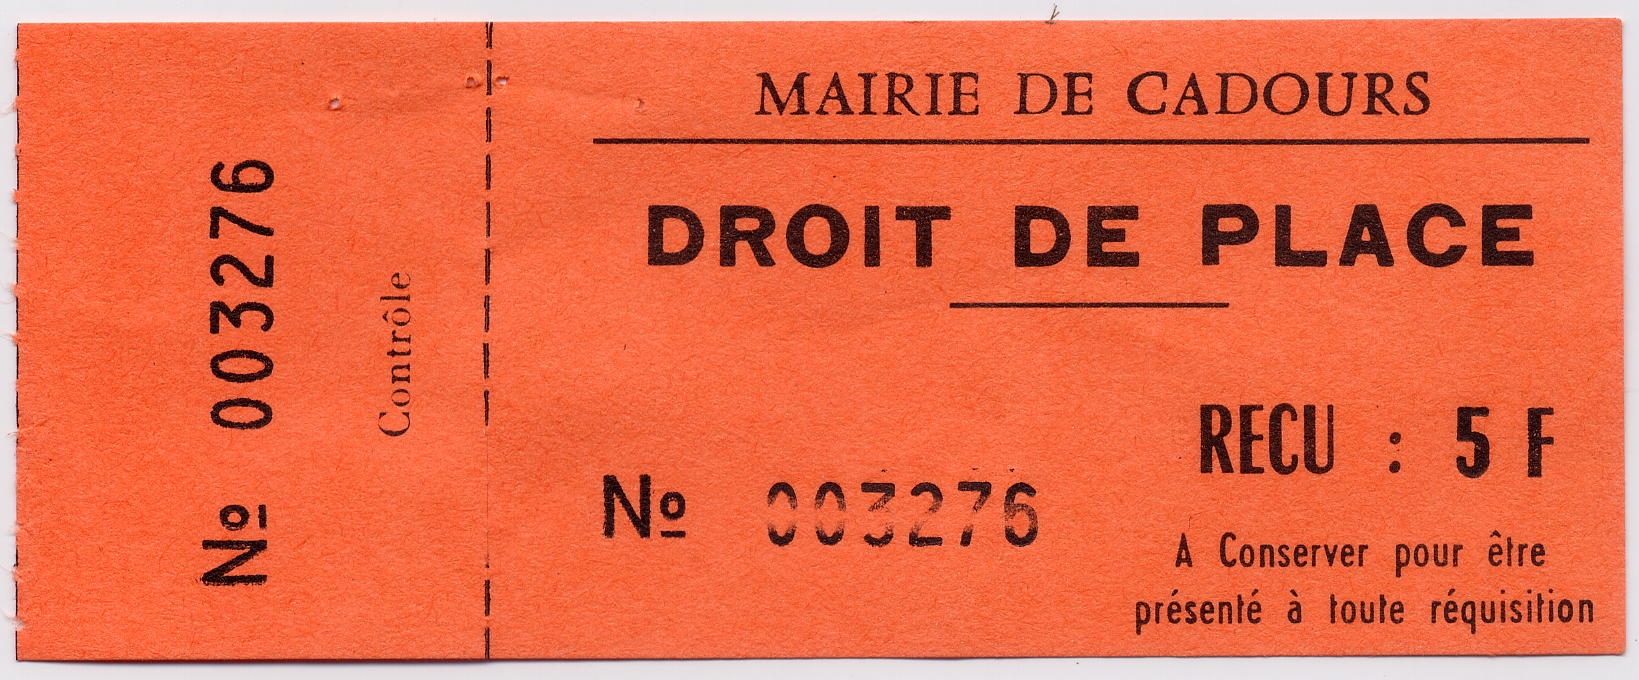 Nº 003276
Contrôle
MAIRIE DE CADOURS
DROIT DE PLACE
RECU : 5 F
Nº 003276
A Conserver pour être
présenté à toute réquisition